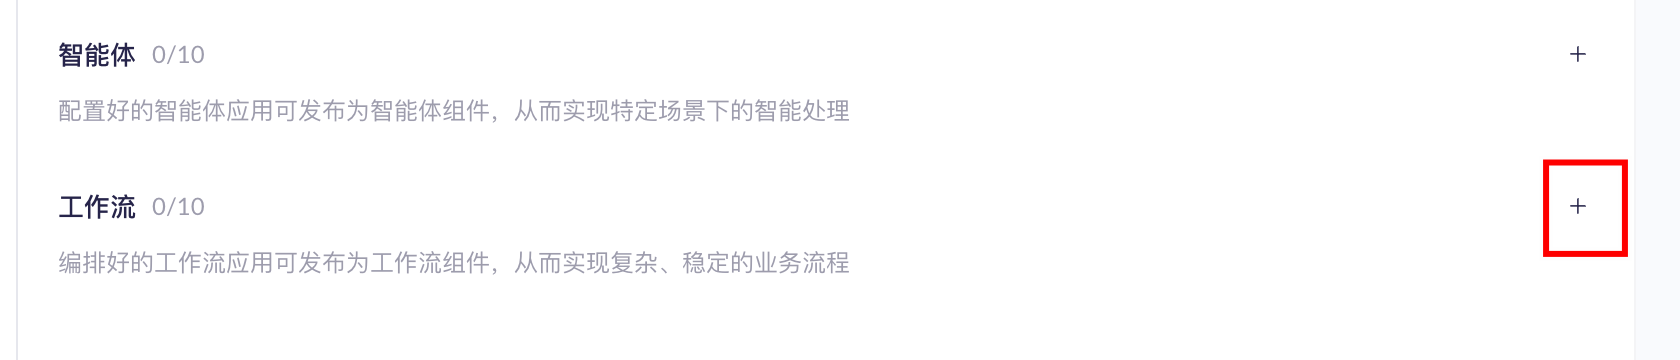 智能体 0/10 +
配置好的智能体应用可发布为智能体组件，从而实现特定场景下的智能处理
工作流 0/10 +
编排好的工作流应用可发布为工作流组件，从而实现复杂、稳定的业务流程